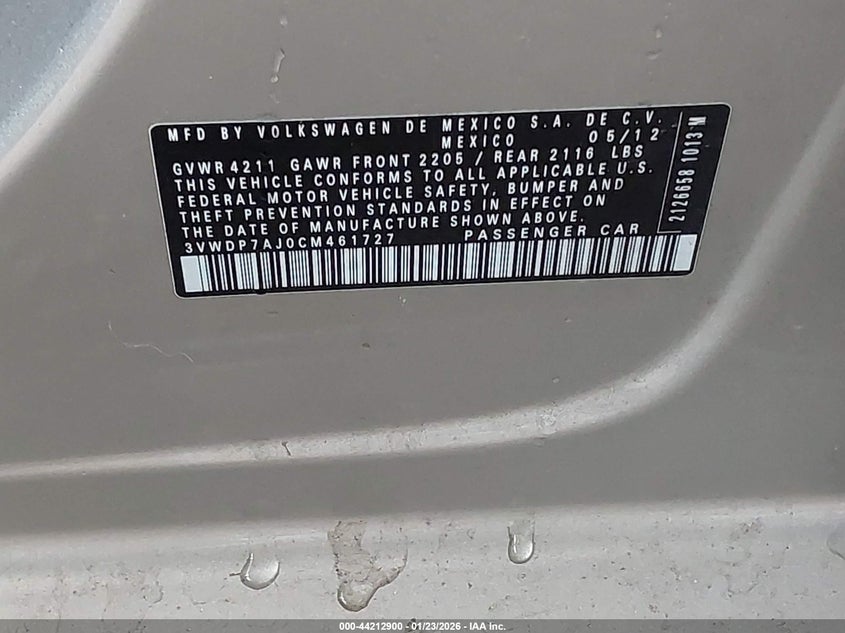 MFD BY VOLKSWAGEN DE MEXICO S.A. DE C.V.
MEXICO 05/12
GVWR 4211 GAWR FRONT 2205 / REAR 2116 LBS
THIS VEHICLE CONFORMS TO ALL APPLICABLE U.S.
FEDERAL MOTOR VEHICLE SAFETY, BUMPER AND
THEFT PREVENTION STANDARDS IN EFFECT ON
THE DATE OF MANUFACTURE SHOWN ABOVE.
3VWDP7AJ0CM461727 PASSENGER CAR
2126658 1013 M
000-44212900 - 01/23/2026 - IAA Inc.